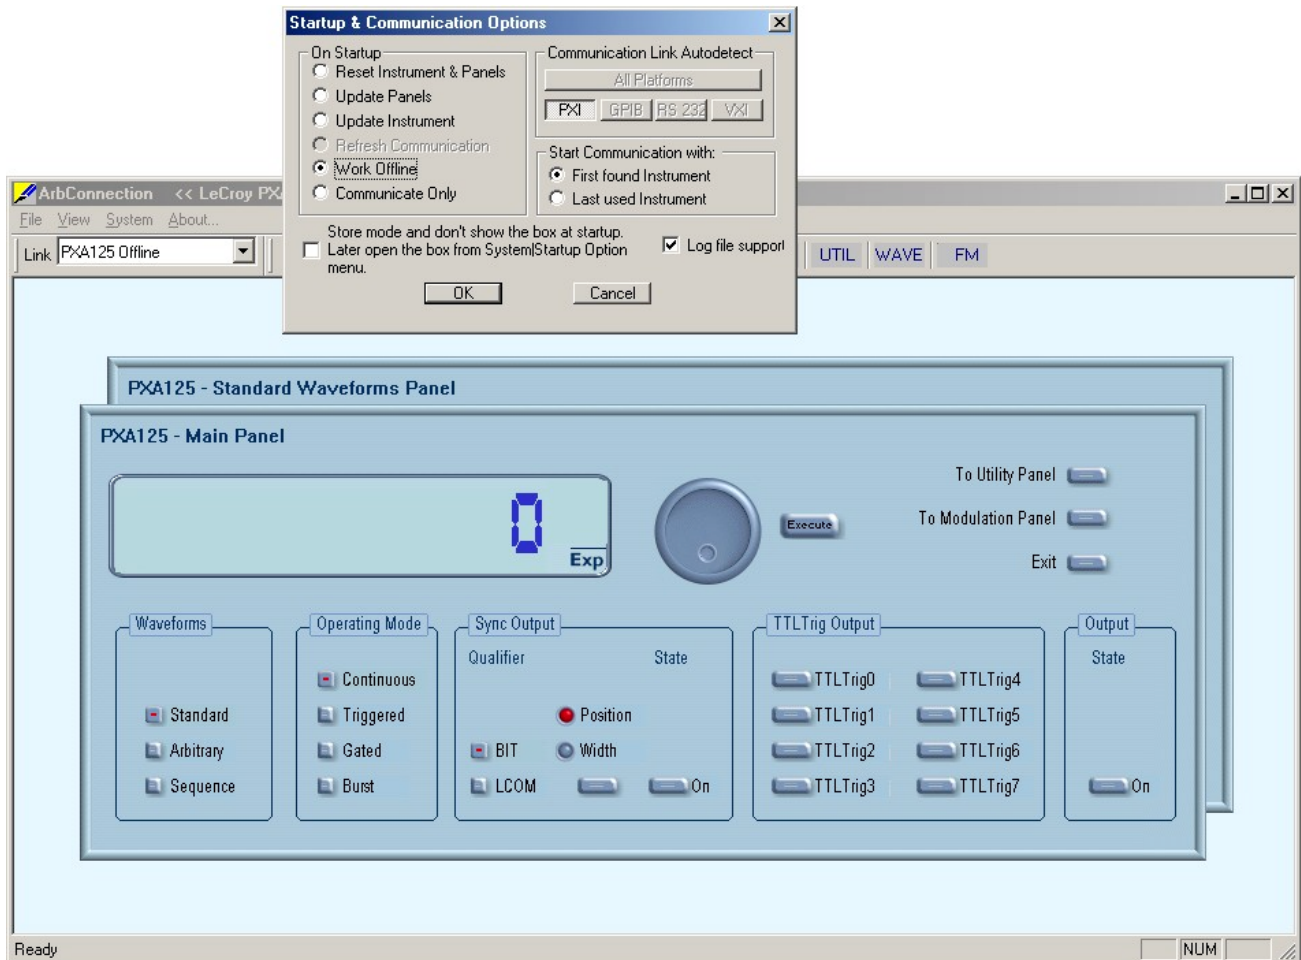 Startup & Communication Options
On Startup
Reset Instrument & Panels
Update Panels
Update Instrument
Refresh Communication
Work Offline
Communicate Only
Communication Link Autodetect
All Platforms
PXI GPIB RS 232 VXI
Start Communication with:
First found Instrument
Last used Instrument
Store mode and don't show the box at startup.
Later open the box from System|Startup Option
menu.
Log file support
OK Cancel
ArbConnection << LeCroy PXA
File View System About...
Link PXA125 Offline
UTIL WAVE FM
PXA125 - Standard Waveforms Panel
PXA125 - Main Panel
0
Exp
Execute
To Utility Panel
To Modulation Panel
Exit
Waveforms
Standard
Arbitrary
Sequence
Operating Mode
Continuous
Triggered
Gated
Burst
Sync Output
Qualifier State
Position
BIT Width
LCOM On
TTLTrig Output
TTLTrig0 TTLTrig4
TTLTrig1 TTLTrig5
TTLTrig2 TTLTrig6
TTLTrig3 TTLTrig7
Output
State
On
Ready NUM